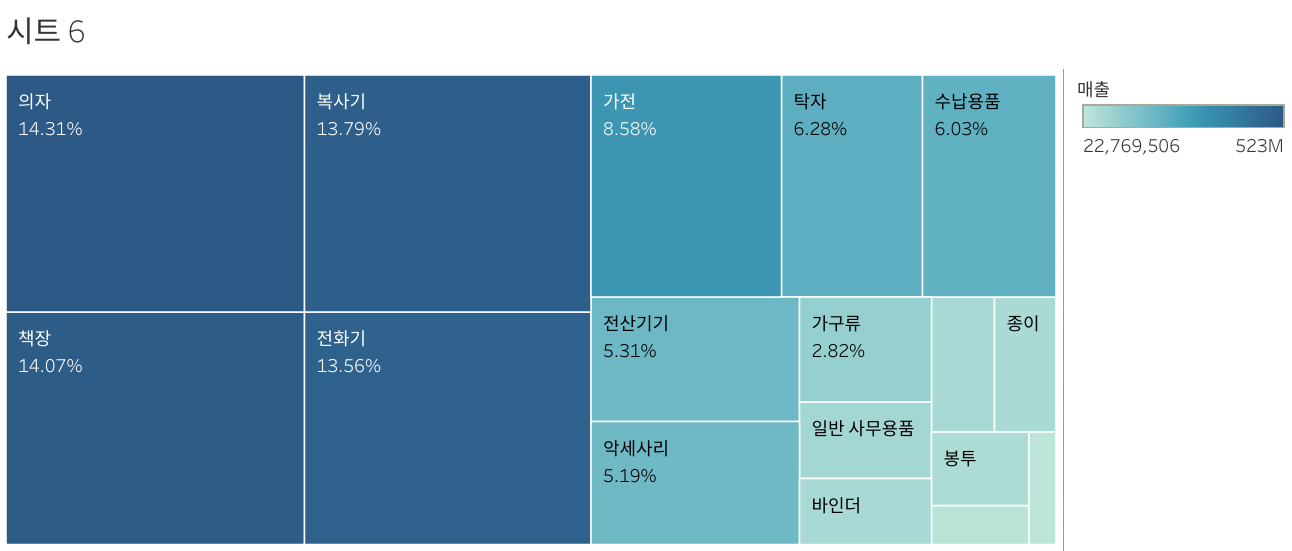 시트 6
의자
14.31%
복사기
13.79%
가전
8.58%
탁자
6.28%
수납용품
6.03%
매출
22,769,506
523M
책장
14.07%
전화기
13.56%
전산기기
5.31%
가구류
2.82%
종이
일반 사무용품
악세사리
5.19%
봉투
바인더